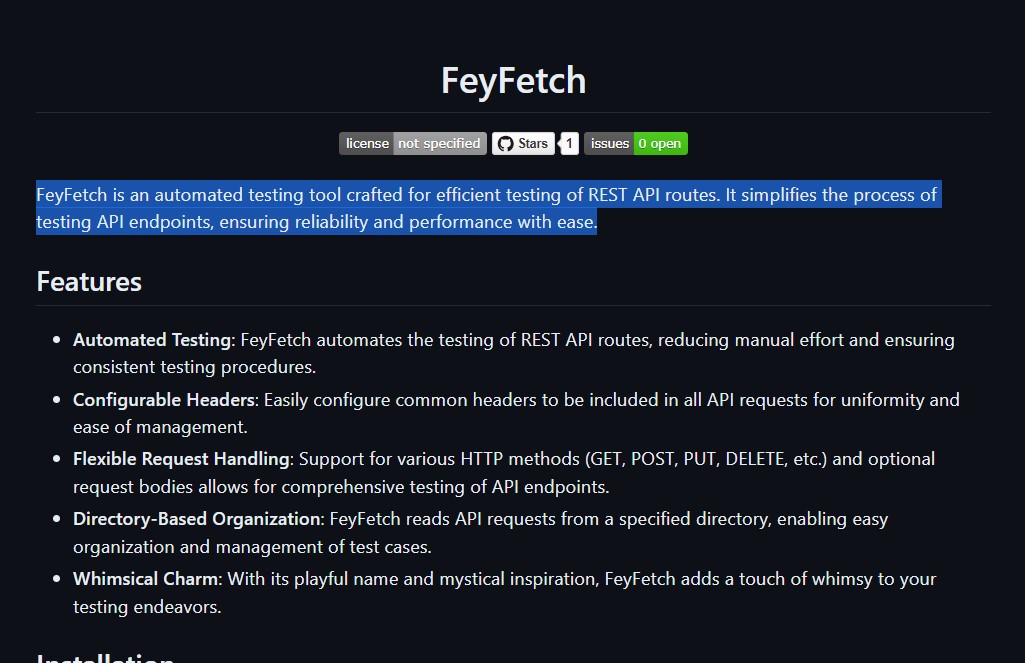 FeyFetch
license not specified Stars 1 issues 0 open
FeyFetch is an automated testing tool crafted for efficient testing of REST API routes. It simplifies the process of
testing API endpoints, ensuring reliability and performance with ease.
Features
• Automated Testing: FeyFetch automates the testing of REST API routes, reducing manual effort and ensuring
consistent testing procedures.
• Configurable Headers: Easily configure common headers to be included in all API requests for uniformity and
ease of management.
• Flexible Request Handling: Support for various HTTP methods (GET, POST, PUT, DELETE, etc.) and optional
request bodies allows for comprehensive testing of API endpoints.
• Directory-Based Organization: FeyFetch reads API requests from a specified directory, enabling easy
organization and management of test cases.
• Whimsical Charm: With its playful name and mystical inspiration, FeyFetch adds a touch of whimsy to your
testing endeavors.
Installation